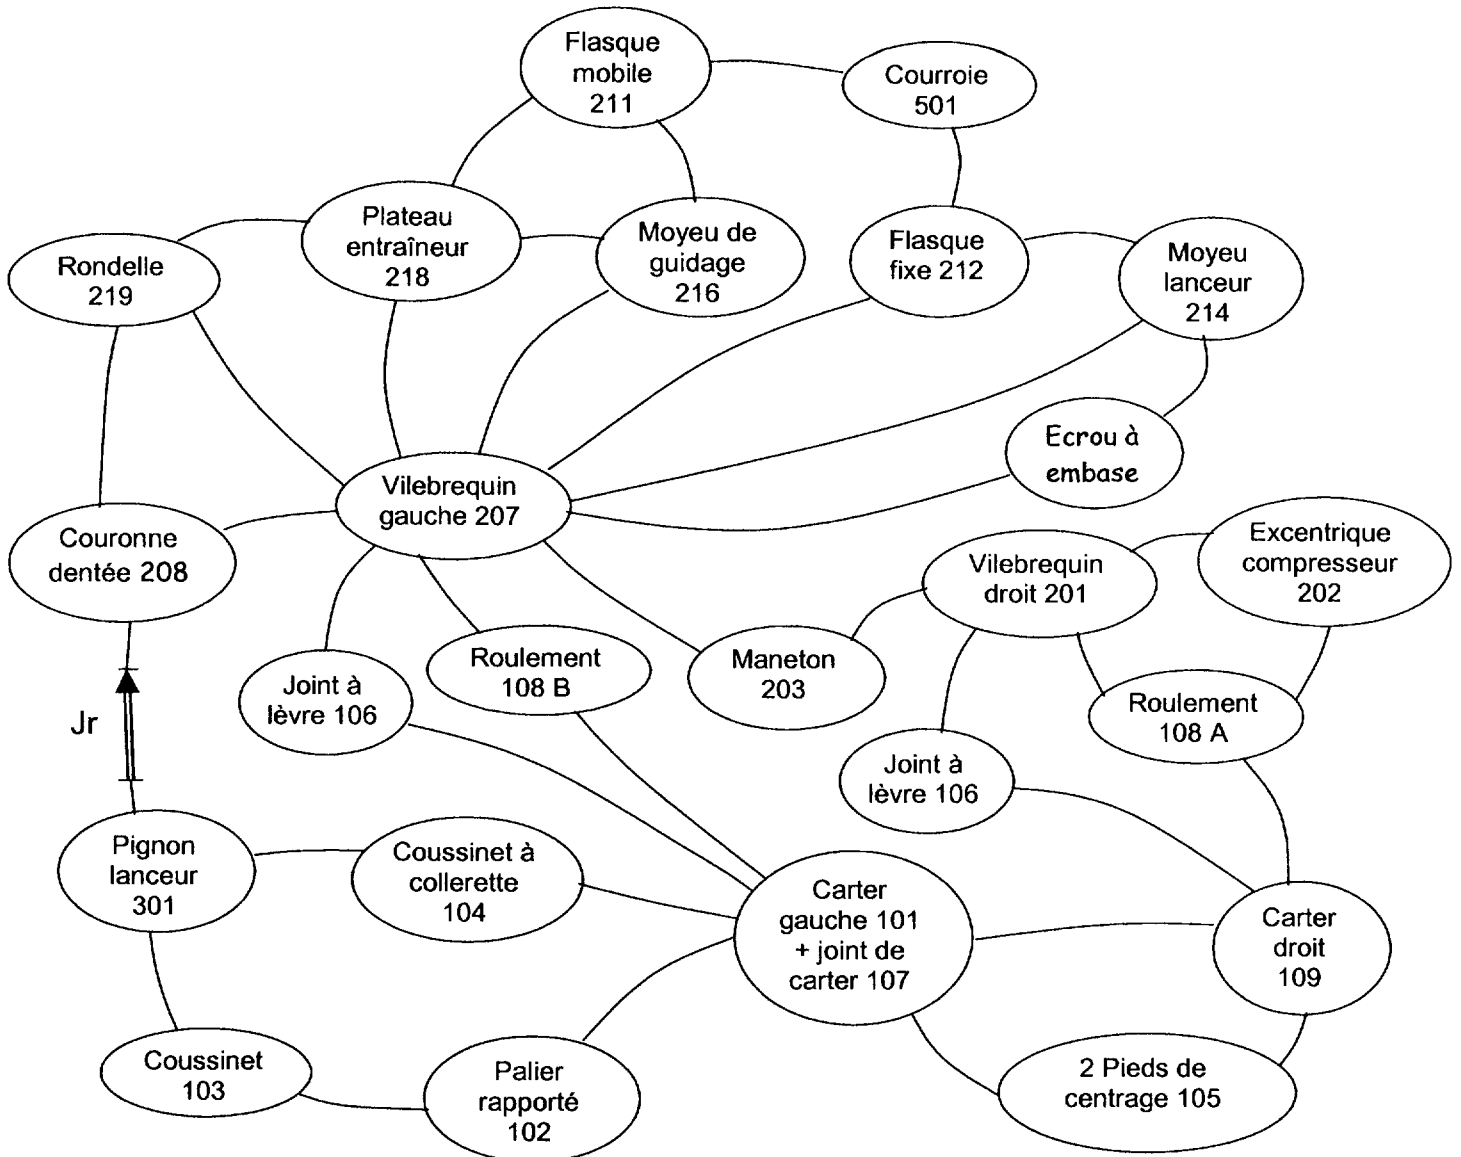 Flasque
mobile
211
Courroie
501
Plateau
entraîneur
218
Moyeu de
guidage
216
Flasque
fixe 212
Moyeu
lanceur
214
Rondelle
219
Ecrou à
embase
Vilebrequin
gauche 207
Couronne
dentée 208
Vilebrequin
droit 201
Excentrique
compresseur
202
Joint à
lèvre 106
Roulement
108 B
Maneton
203
Roulement
108 A
Jr
Joint à
lèvre 106
Pignon
lanceur
301
Coussinet à
collerette
104
Carter
gauche 101
+ joint de
carter 107
Carter
droit
109
Coussinet
103
Palier
rapporté
102
2 Pieds de
centrage 105